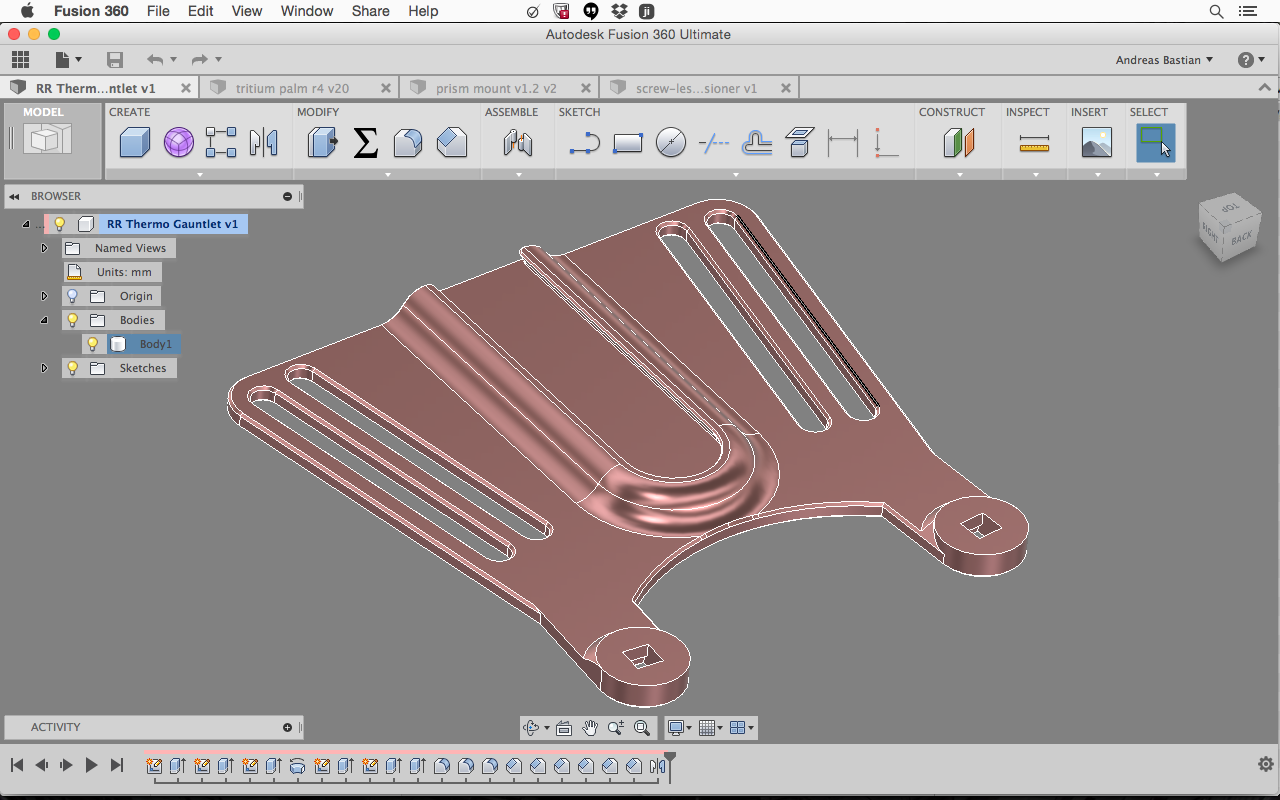 Fusion 360 File Edit View Window Share Help
Autodesk Fusion 360 Ultimate
Andreas Bastian
RR Therm...ntlet v1 tritium palm r4 v20 prism mount v1.2 v2 screw-les...sioner v1
MODEL CREATE MODIFY ASSEMBLE SKETCH CONSTRUCT INSPECT INSERT SELECT
BROWSER
RR Thermo Gauntlet v1
Named Views
Units: mm
Origin
Bodies
Body1
Sketches
TOP
RIGHT BACK
ACTIVITY